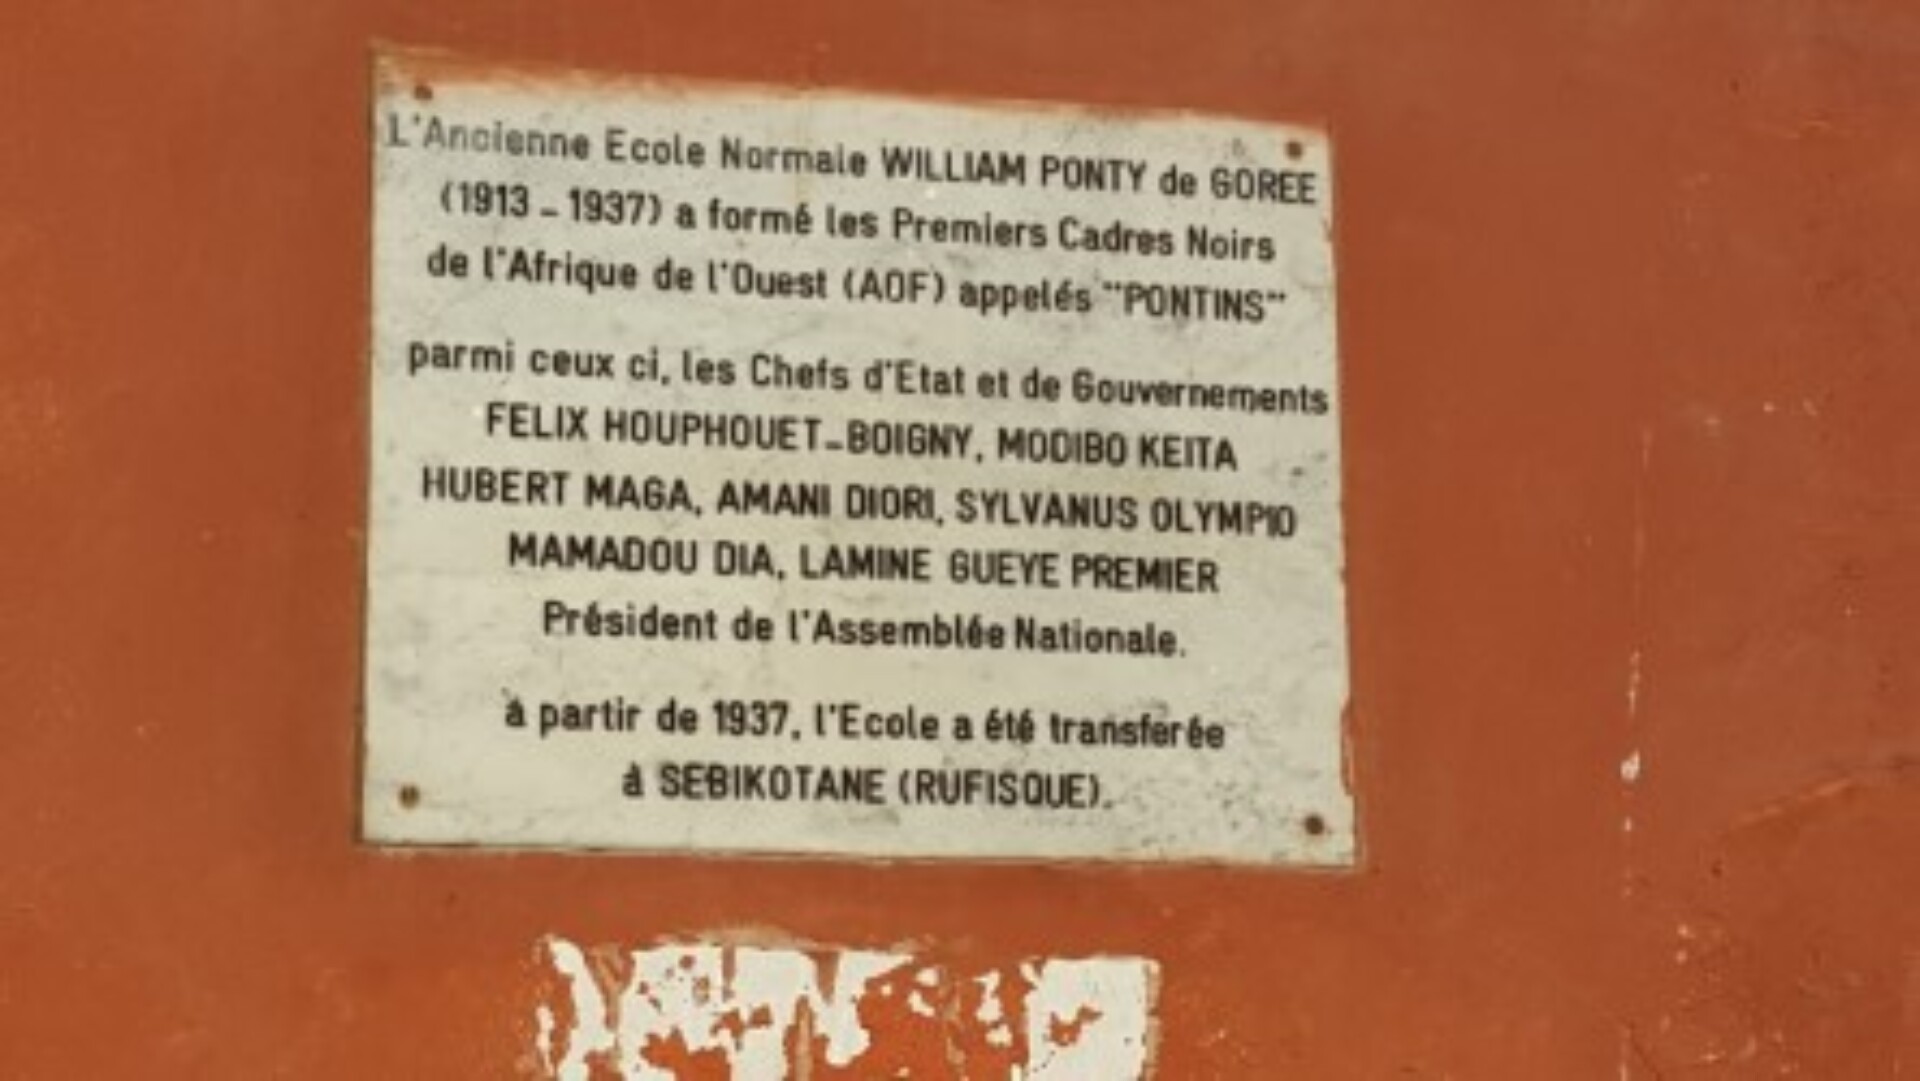 L'Ancienne Ecole Normale WILLIAM PONTY de GOREE
(1913 - 1937) a formé les Premiers Cadres Noirs
de l'Afrique de l'Ouest (AOF) appelés "PONTINS"
parmi ceux ci, les Chefs d'Etat et de Gouvernements
FELIX HOUPHOUET-BOIGNY, MODIBO KEITA
HUBERT MAGA, AMANI DIORI, SYLVANUS OLYMPIO
MAMADOU DIA, LAMINE GUEYE PREMIER
Président de l'Assemblée Nationale.
à partir de 1937, l'Ecole a été transferée
à SEBIKOTANE (RUFISQUE).